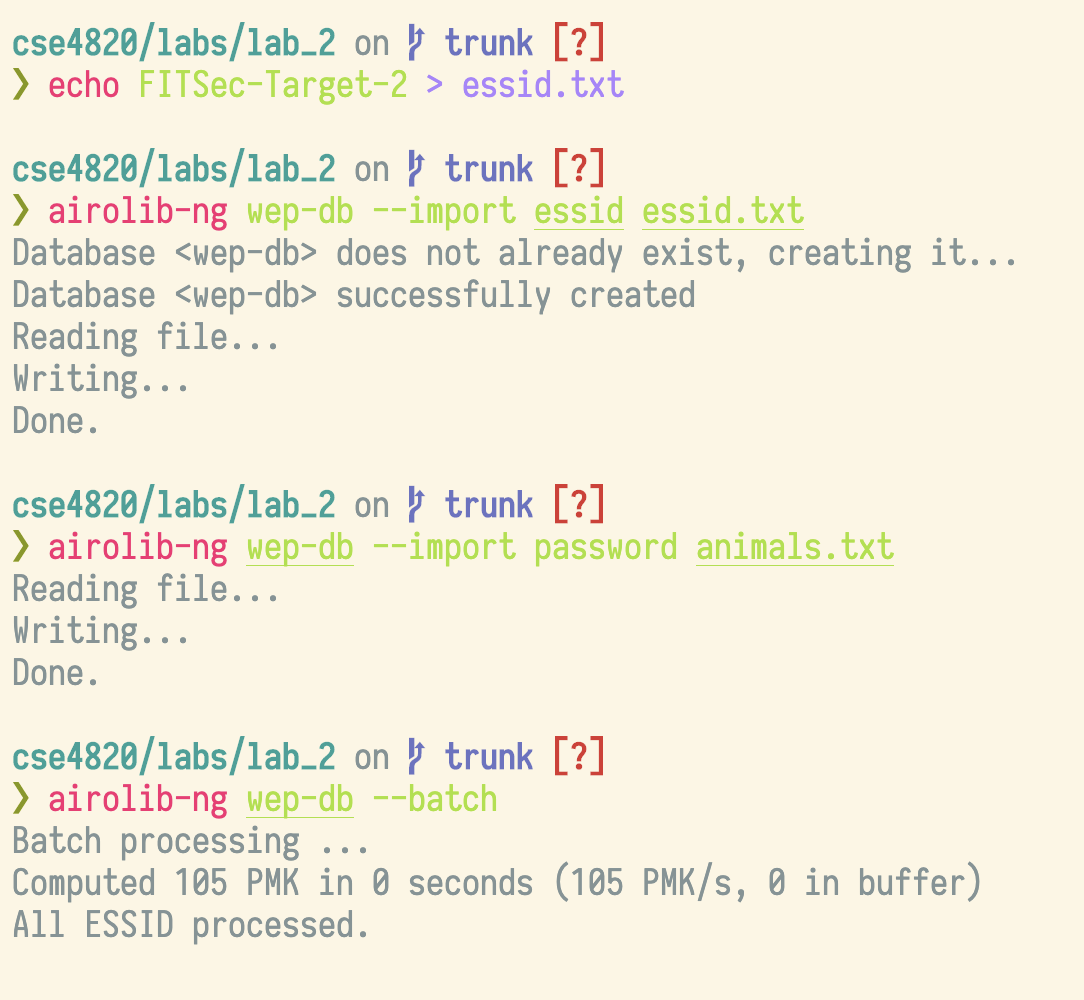 cse4820/labs/lab_2 on trunk [?]
❯ echo FITSec-Target-2 > essid.txt
cse4820/labs/lab_2 on trunk [?]
❯ airolib-ng wep-db --import essid essid.txt
Database <wep-db> does not already exist, creating it...
Database <wep-db> successfully created
Reading file...
Writing...
Done.
cse4820/labs/lab_2 on trunk [?]
❯ airolib-ng wep-db --import password animals.txt
Reading file...
Writing...
Done.
cse4820/labs/lab_2 on trunk [?]
❯ airolib-ng wep-db --batch
Batch processing ...
Computed 105 PMK in 0 seconds (105 PMK/s, 0 in buffer)
All ESSID processed.